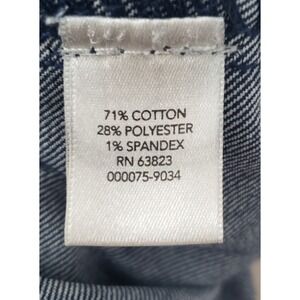 71% COTTON
28% POLYESTER
1% SPANDEX
RN 63823
000075-9034